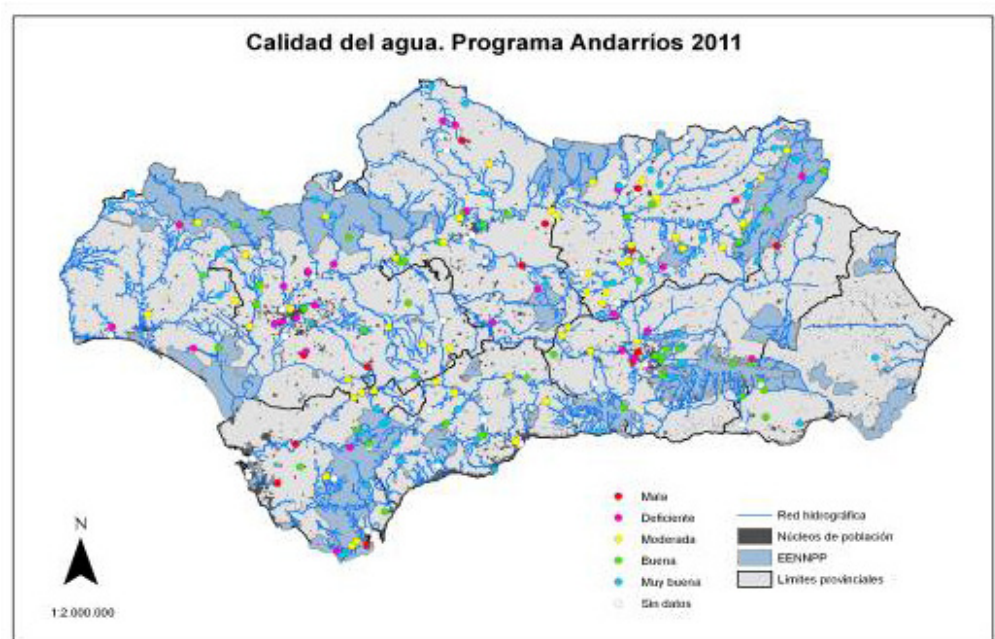 Calidad del agua. Programa Andarríos 2011
Mala
Deficiente
Moderada
Buena
Muy buena
Sin datos
Red hidrográfica
Núcleos de población
EENNPP
Límites provinciales
N
1:2.000.000